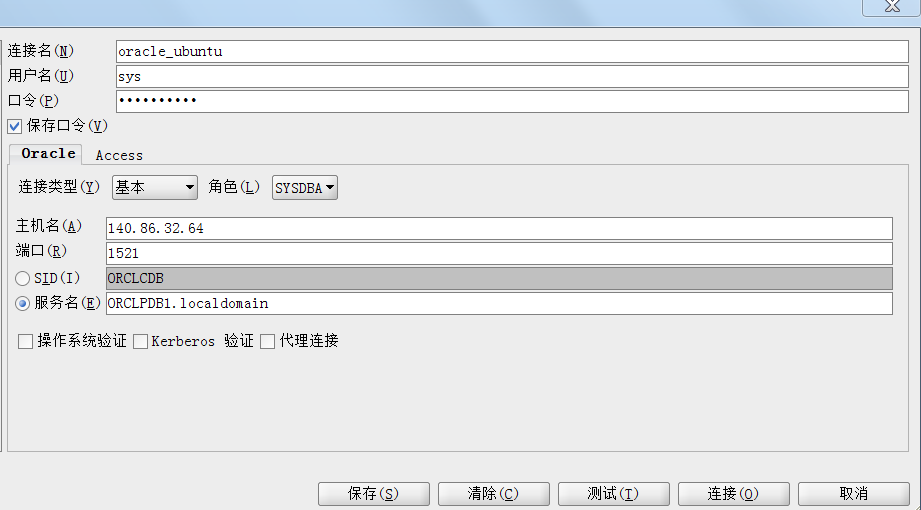 连接名(N) oracle_ubuntu
用户名(U) sys
口令(P) ••••••••••
保存口令(V)
Oracle Access
连接类型(Y) 基本 角色(L) SYSDBA
主机名(A) 140.86.32.64
端口(R) 1521
SID(I) ORCLCDB
服务名(E) ORCLPDB1.localdomain
操作系统验证 Kerberos 验证 代理连接
保存(S) 清除(C) 测试(T) 连接(O) 取消